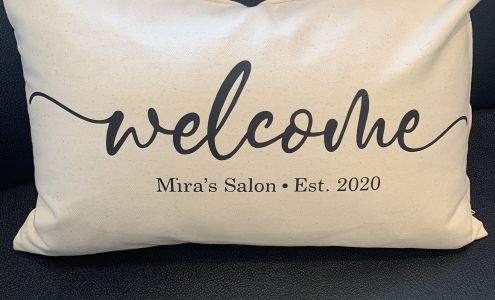 welcome
Mira's Salon • Est. 2020